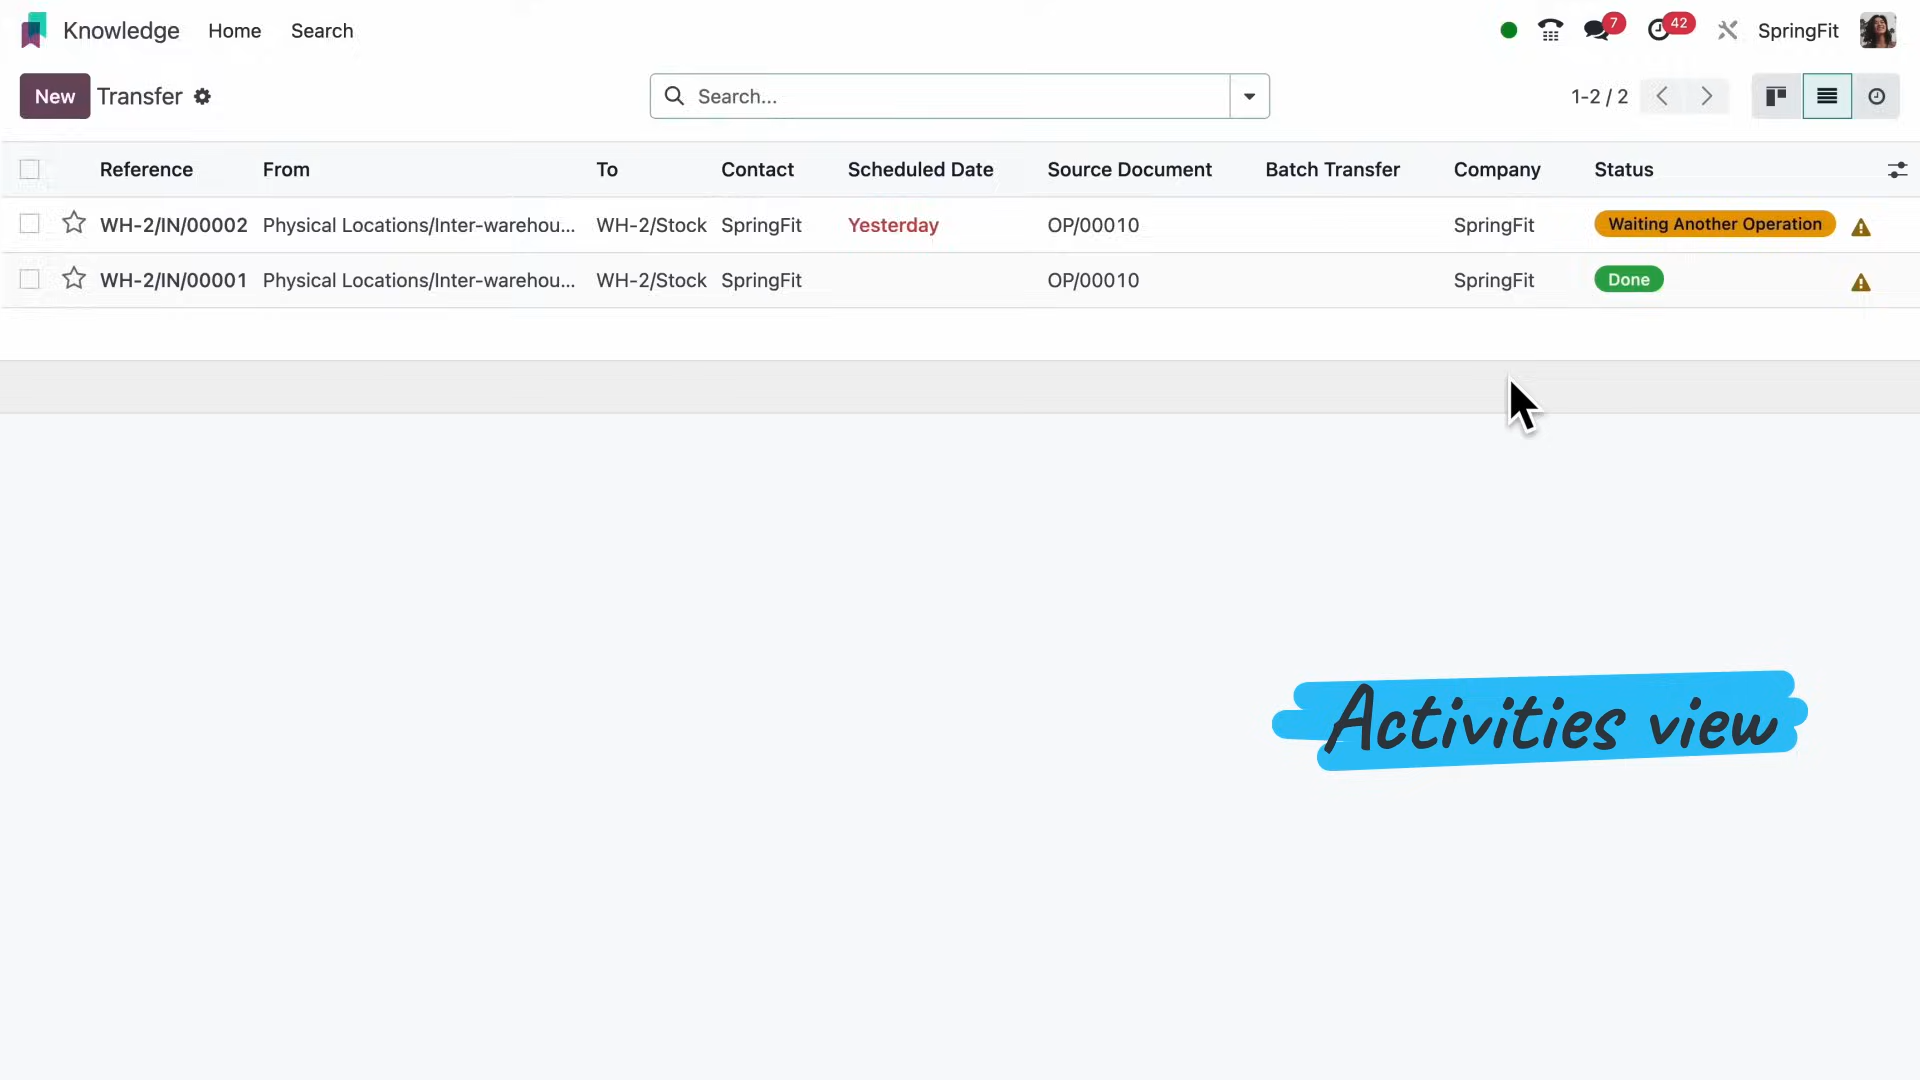 Knowledge Home Search 7 42 SpringFit
New Transfer Search... 1-2 / 2
Reference From To Contact Scheduled Date Source Document Batch Transfer Company Status
WH-2/IN/00002 Physical Locations/Inter-warehou... WH-2/Stock SpringFit Yesterday OP/00010 SpringFit Waiting Another Operation
WH-2/IN/00001 Physical Locations/Inter-warehou... WH-2/Stock SpringFit OP/00010 SpringFit Done
Activities view